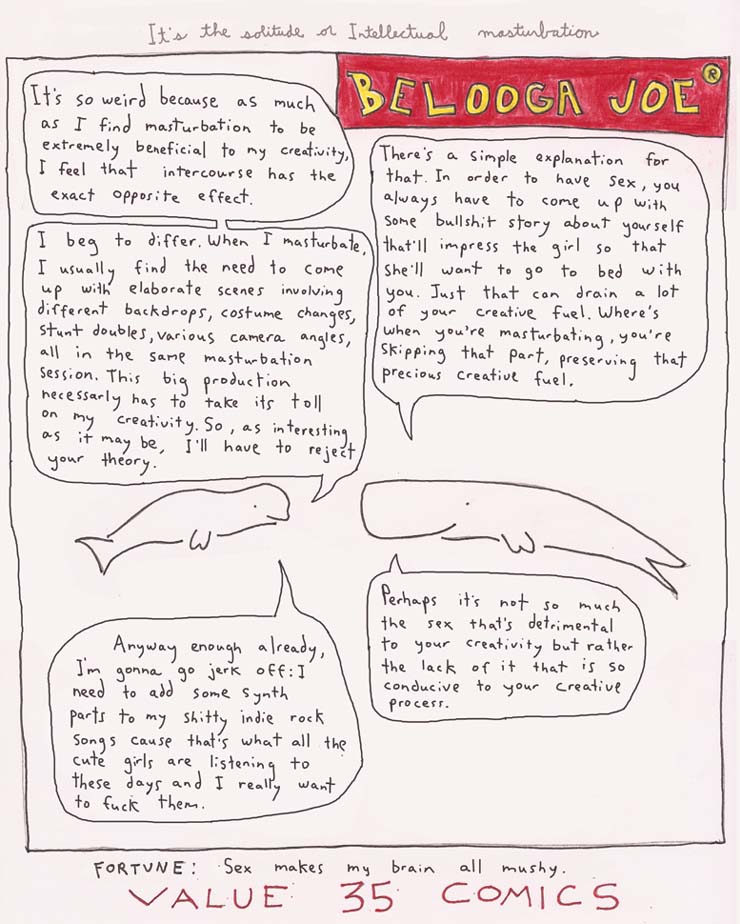 It's the solitude or Intellectual masturbation
BELOOGA JOE®
It's so weird because as much
as I find masturbation to be
extremely beneficial to my creativity,
I feel that intercourse has the
exact opposite effect.
There's a simple explanation for
that. In order to have sex, you
always have to come up with
some bullshit story about yourself
that'll impress the girl so that
she'll want to go to bed with
you. Just that can drain a lot
of your creative fuel. Where's
when you're masturbating, you're
skipping that part, preserving that
precious creative fuel.
I beg to differ. When I masturbate,
I usually find the need to come
up with elaborate scenes involving
different backdrops, costume changes,
stunt doubles, various camera angles,
all in the same masturbation
session. This big production
necessarly has to take its toll
on my creativity. So, as interesting
as it may be, I'll have to reject
your theory.
Perhaps it's not so much
the sex that's detrimental
to your creativity but rather
the lack of it that is so
conducive to your creative
process.
Anyway enough already,
I'm gonna go jerk off: I
need to add some synth
parts to my shitty indie rock
songs cause that's what all the
cute girls are listening to
these days and I really want
to fuck them.
FORTUNE: Sex makes my brain all mushy.
VALUE 35 COMICS